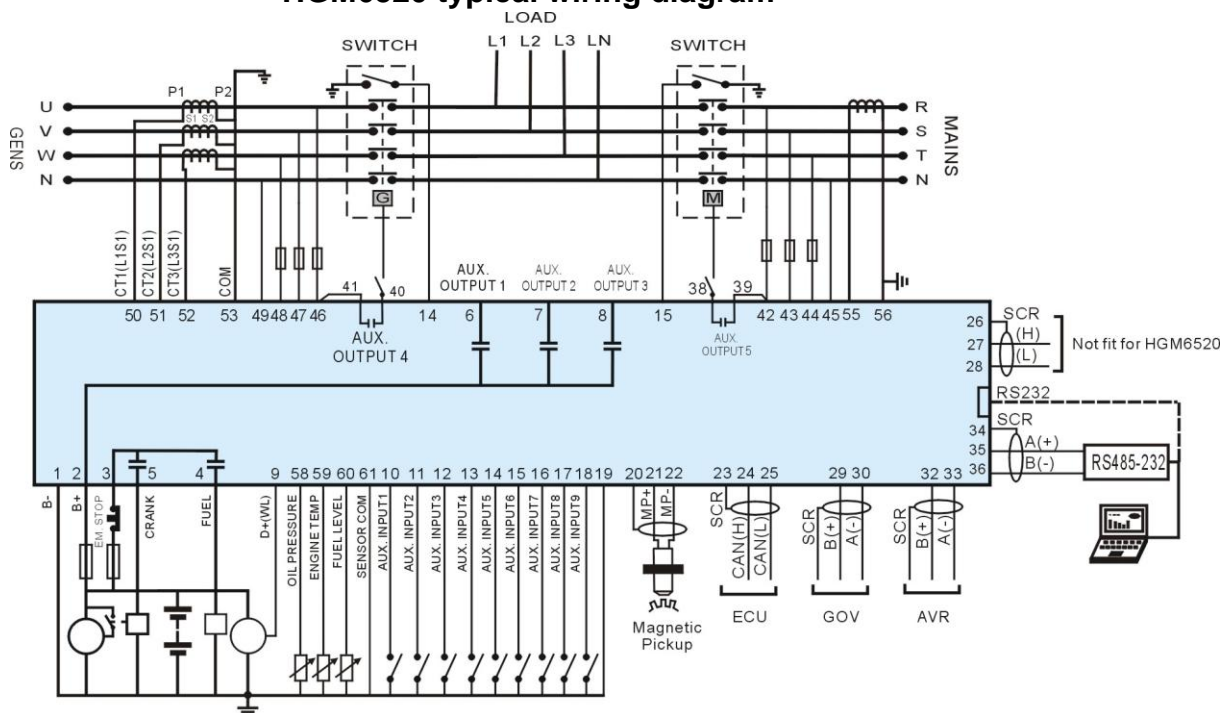 LOAD
L1 L2 L3 LN
SWITCH
SWITCH
P1 P2
S1 S2
GENS
U
V
W
N
R
S
T
N
MAINS
G
M
CT1(L1S1)
CT2(L2S1)
CT3(L3S1)
COM
41
40
AUX.
OUTPUT 1
AUX.
OUTPUT 2
AUX.
OUTPUT 3
38
39
50 51 52 53 49 48 47 46
14 6 7 8 15
42 43 44 45 55 56
AUX.
OUTPUT 4
AUX.
OUTPUT 5
26 SCR
27 (H)
28 (L)
Not fit for HGM6520
RS232
34 SCR
35 A(+)
36 B(-)
RS485-232
1 2 3 5 4 9 58 59 60 61 10 11 12 13 14 15 16 17 18 19
20 21 22 23 24 25 29 30 32 33
B-
B+
EM. STOP
CRANK
FUEL
D+(WL)
OIL PRESSURE
ENGINE TEMP
FUEL LEVEL
SENSOR COM
AUX. INPUT1
AUX. INPUT2
AUX. INPUT3
AUX. INPUT4
AUX. INPUT5
AUX. INPUT6
AUX. INPUT7
AUX. INPUT8
AUX. INPUT9
MP+
MP-
SCR
CAN(H)
CAN(L)
SCR
B(+)
A(-)
SCR
B(+)
A(-)
Magnetic
Pickup
ECU
GOV
AVR